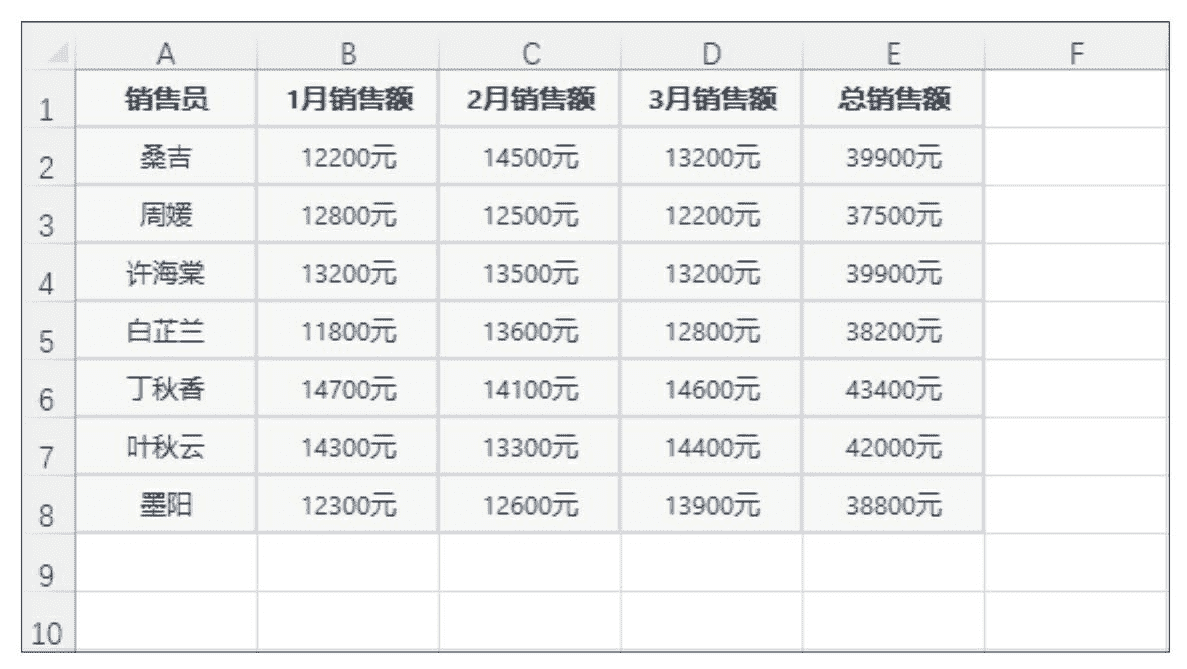 A B C D E F
1 销售员 1月销售额 2月销售额 3月销售额 总销售额
2 桑吉 12200元 14500元 13200元 39900元
3 周媛 12800元 12500元 12200元 37500元
4 许海棠 13200元 13500元 13200元 39900元
5 白芷兰 11800元 13600元 12800元 38200元
6 丁秋香 14700元 14100元 14600元 43400元
7 叶秋云 14300元 13300元 14400元 42000元
8 墨阳 12300元 12600元 13900元 38800元
9
10